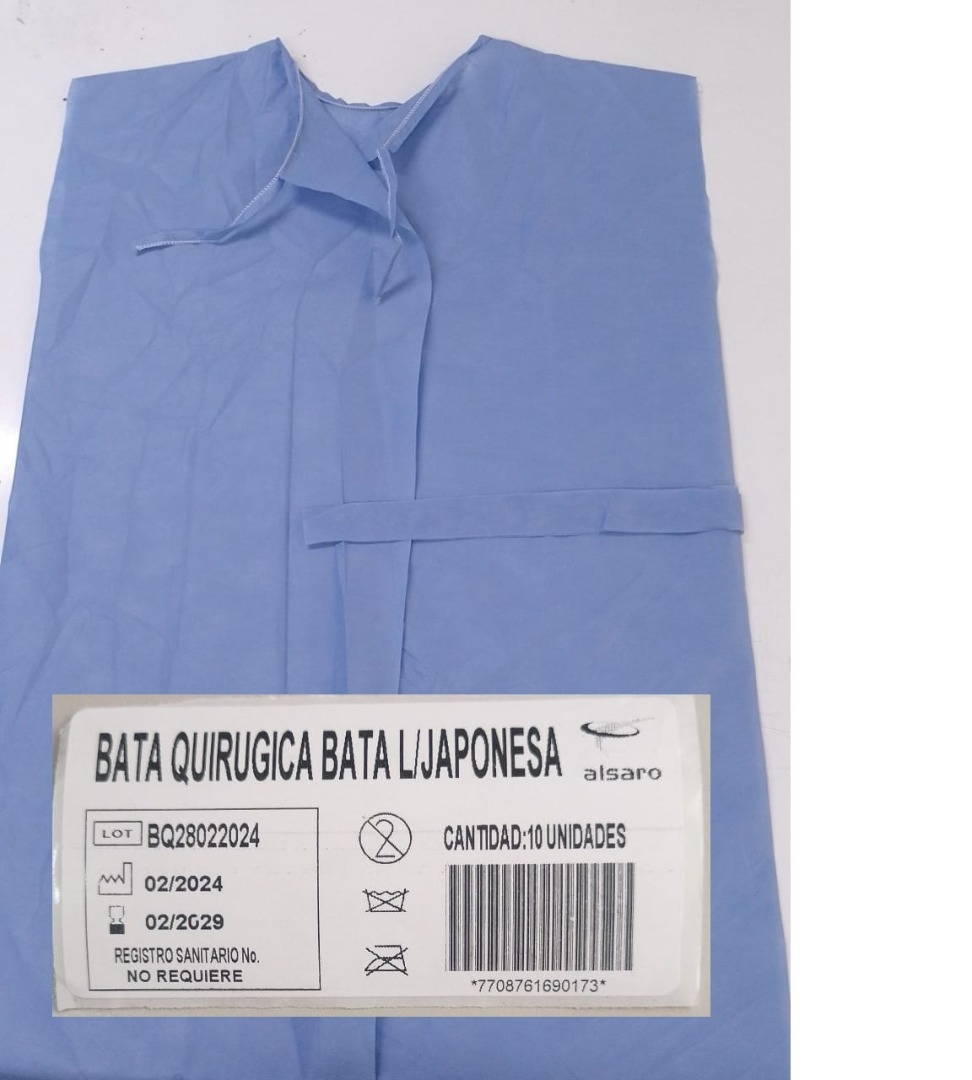 BATA QUIRUGICA BATA L/JAPONESA
alsaro
LOT BQ28022024
02/2024
02/2029
REGISTRO SANITARIO No.
NO REQUIERE
2
CANTIDAD:10 UNIDADES
*7708761690173*